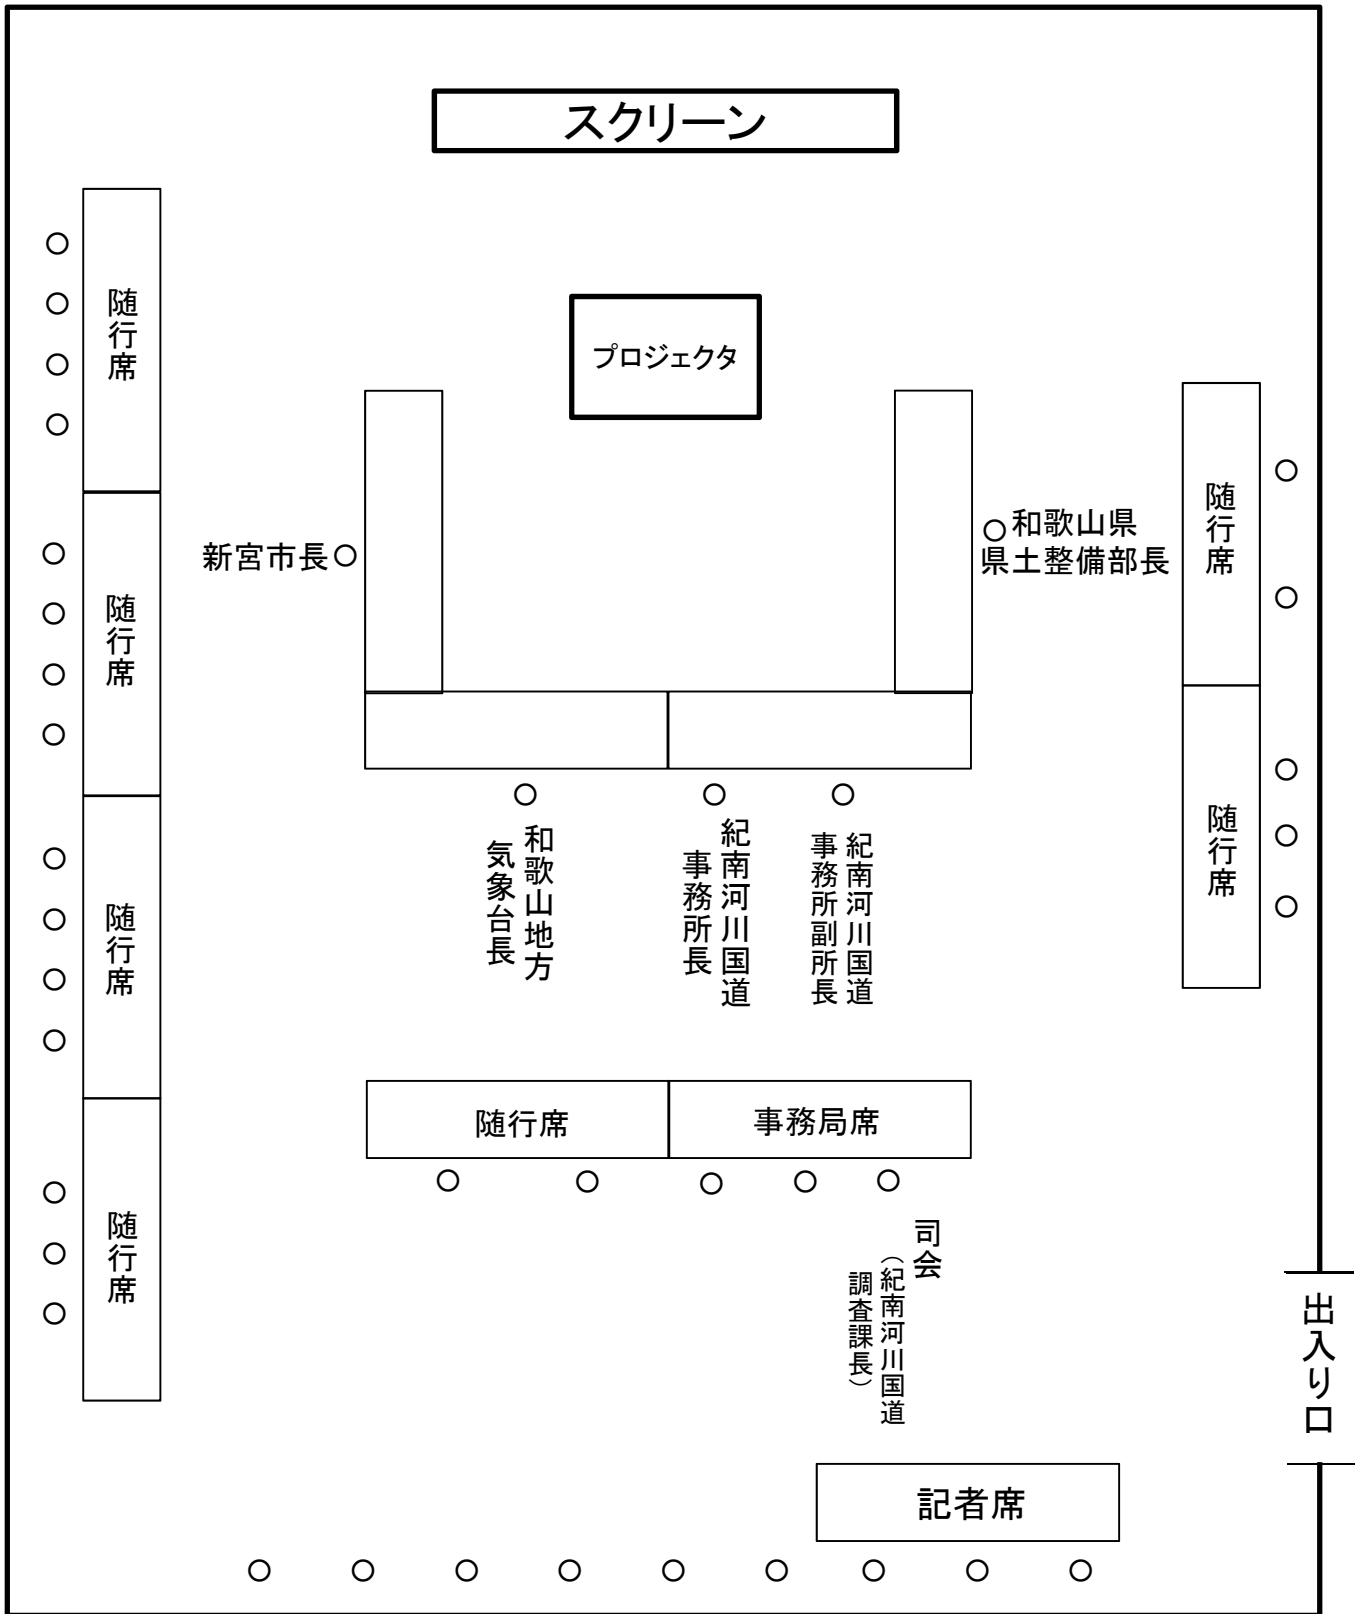 スクリーン
プロジェクタ
随行席
随行席
随行席
随行席
新宮市長
和歌山県
県土整備部長
随行席
随行席
和歌山地方
気象台長
紀南河川国道
事務所長
紀南河川国道
事務所副所長
随行席
事務局席
司会
（紀南河川国道
調査課長）
出入り口
記者席